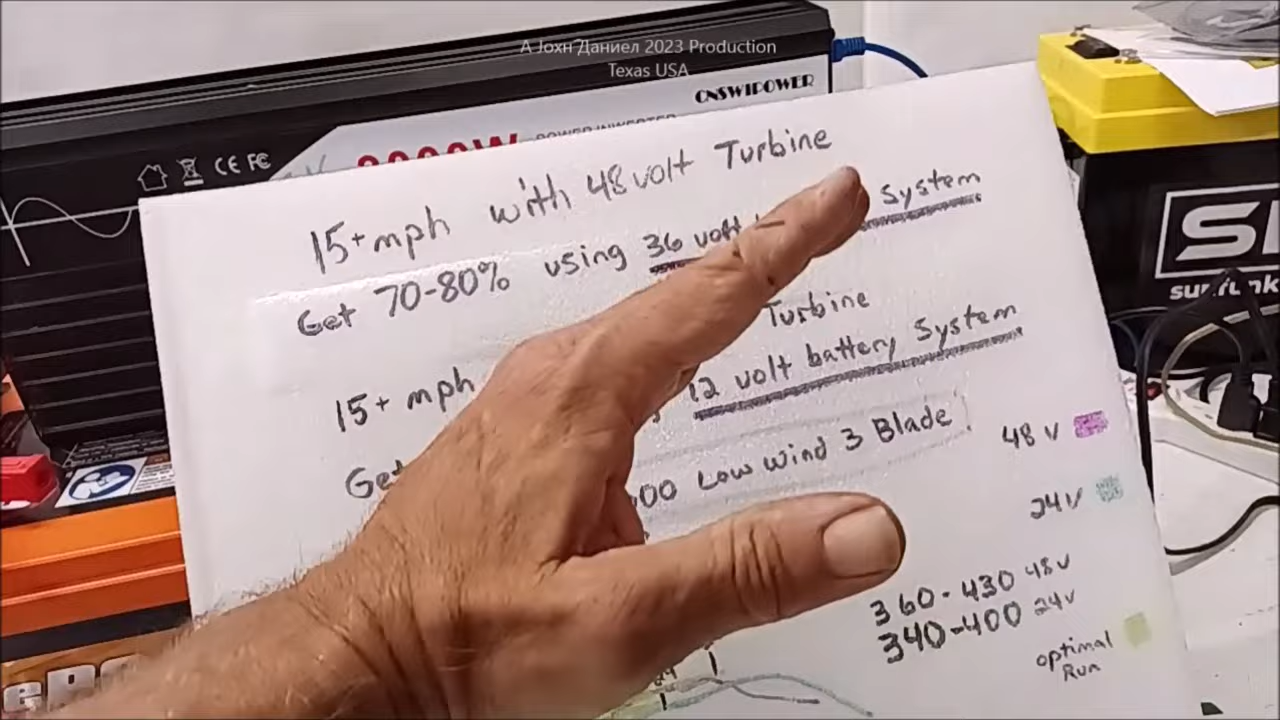 A Јохн Даниел 2023 Production
Texas USA
CNSWIPOWER
CE FC
15+ mph with 48 volt Turbine
Get 70-80% using 36 volt System
Turbine
15+ mph
12 volt battery System
Get
00 Low Wind 3 Blade
48 V
24V
360-430 48V
340-400 24V
optimal
Run